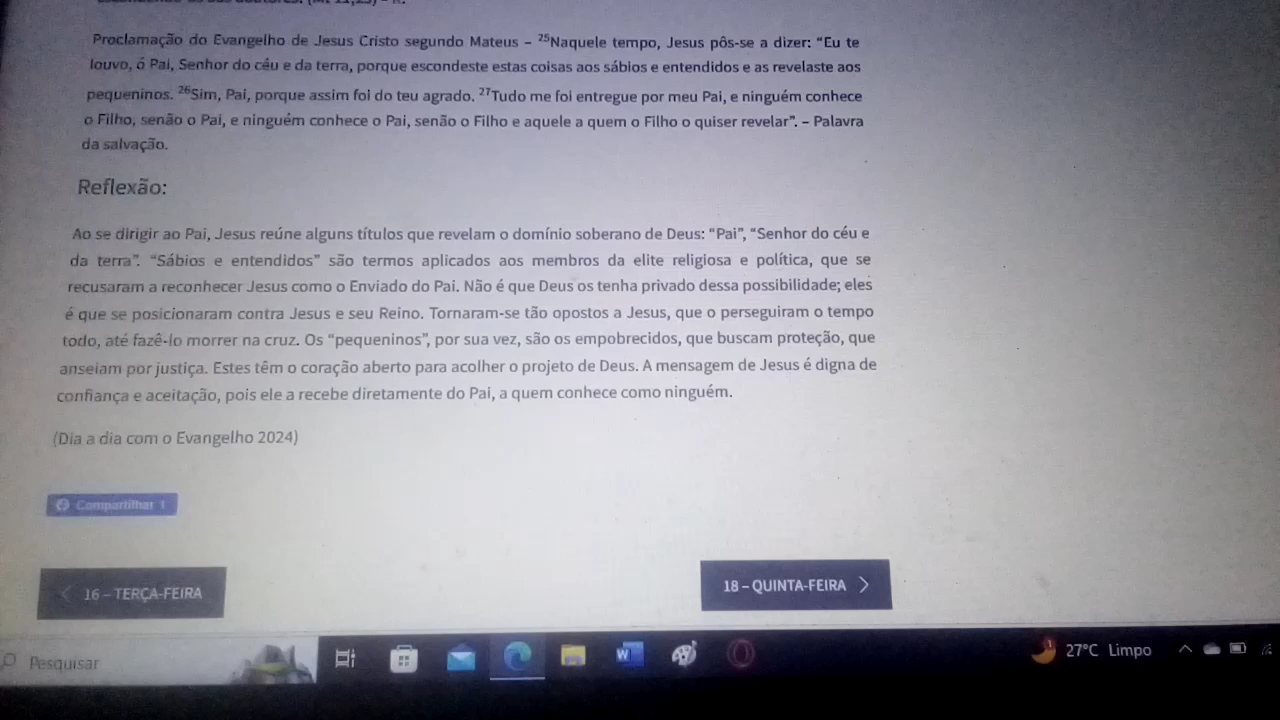 (Mt 11,25) – R.
Proclamação do Evangelho de Jesus Cristo segundo Mateus – ²⁵Naquele tempo, Jesus pôs-se a dizer: “Eu te
louvo, ó Pai, Senhor do céu e da terra, porque escondeste estas coisas aos sábios e entendidos e as revelaste aos
pequeninos. ²⁶Sim, Pai, porque assim foi do teu agrado. ²⁷Tudo me foi entregue por meu Pai, e ninguém conhece
o Filho, senão o Pai, e ninguém conhece o Pai, senão o Filho e aquele a quem o Filho o quiser revelar”. – Palavra
da salvação.
Reflexão:
Ao se dirigir ao Pai, Jesus reúne alguns títulos que revelam o domínio soberano de Deus: “Pai”, “Senhor do céu e
da terra”. “Sábios e entendidos” são termos aplicados aos membros da elite religiosa e política, que se
recusaram a reconhecer Jesus como o Enviado do Pai. Não é que Deus os tenha privado dessa possibilidade; eles
é que se posicionaram contra Jesus e seu Reino. Tornaram-se tão opostos a Jesus, que o perseguiram o tempo
todo, até fazê-lo morrer na cruz. Os “pequeninos”, por sua vez, são os empobrecidos, que buscam proteção, que
anseiam por justiça. Estes têm o coração aberto para acolher o projeto de Deus. A mensagem de Jesus é digna de
confiança e aceitação, pois ele a recebe diretamente do Pai, a quem conhece como ninguém.
(Dia a dia com o Evangelho 2024)
Compartilhar 1
16 – TERÇA-FEIRA
18 – QUINTA-FEIRA
Pesquisar
27°C Limpo